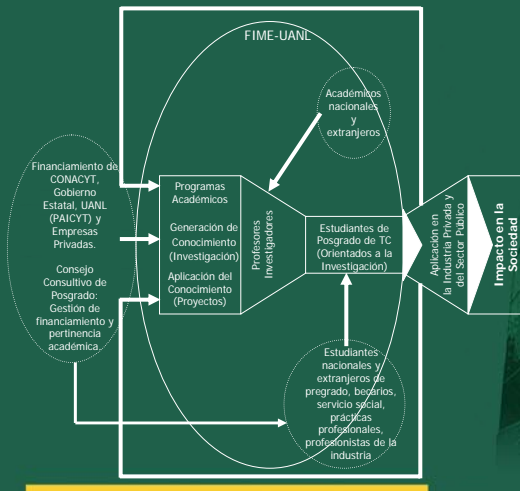 FIME-UANL
Académicos
nacionales
y
extranjeros
Financiamiento de
CONACYT,
Gobierno
Estatal, UANL
(PAICYT) y
Empresas
Privadas.
Consejo
Consultivo de
Posgrado:
Gestión de
financiamiento y
pertinencia
académica.
Programas
Académicos
Generación de
Conocimiento
(Investigación)
Aplicación del
Conocimiento
(Proyectos)
Profesores
Investigadores
Estudiantes de
Posgrado de TC
(Orientados a la
Investigación)
Aplicación en
la Industria Privada y
del Sector Público
Impacto en la
Sociedad
Estudiantes
nacionales y
extranjeros de
pregrado, becarios,
servicio social,
prácticas
profesionales,
profesionistas de la
industria